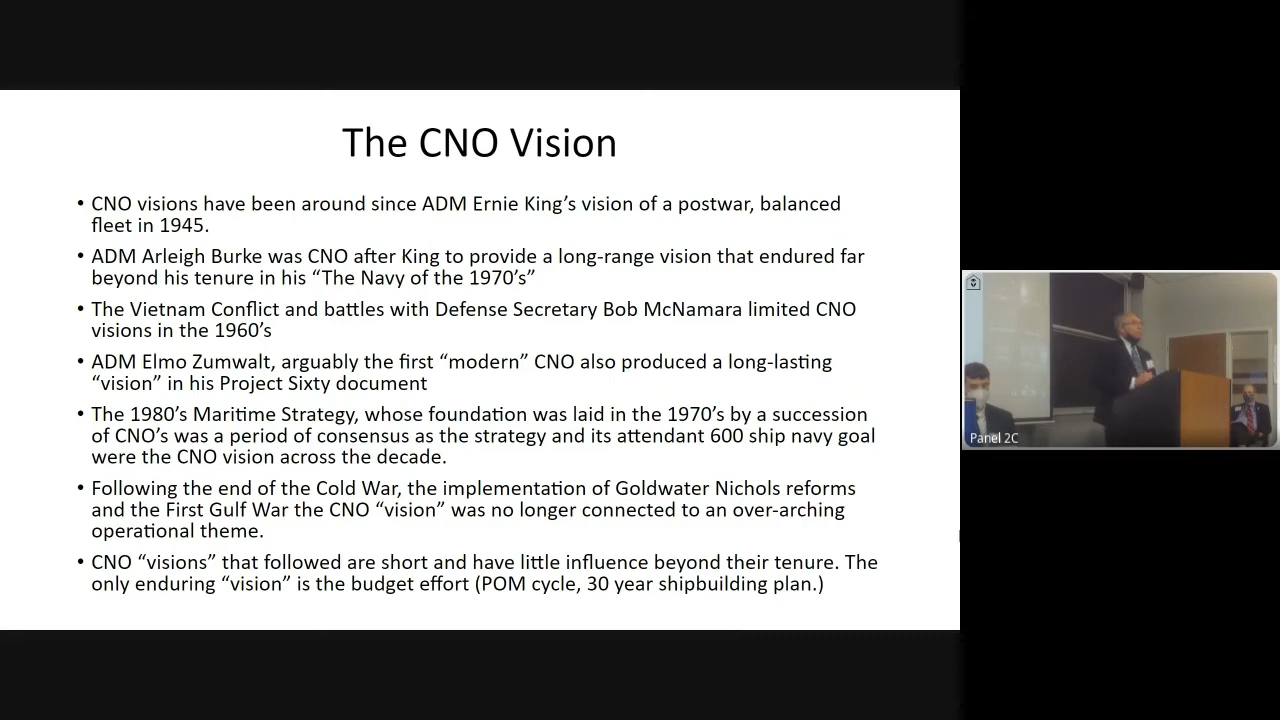 The CNO Vision
• CNO visions have been around since ADM Ernie King’s vision of a postwar, balanced
fleet in 1945.
• ADM Arleigh Burke was CNO after King to provide a long-range vision that endured far
beyond his tenure in his “The Navy of the 1970’s”
• The Vietnam Conflict and battles with Defense Secretary Bob McNamara limited CNO
visions in the 1960’s
• ADM Elmo Zumwalt, arguably the first “modern” CNO also produced a long-lasting
“vision” in his Project Sixty document
• The 1980’s Maritime Strategy, whose foundation was laid in the 1970’s by a succession
of CNO’s was a period of consensus as the strategy and its attendant 600 ship navy goal
were the CNO vision across the decade.
• Following the end of the Cold War, the implementation of Goldwater Nichols reforms
and the First Gulf War the CNO “vision” was no longer connected to an over-arching
operational theme.
• CNO “visions” that followed are short and have little influence beyond their tenure. The
only enduring “vision” is the budget effort (POM cycle, 30 year shipbuilding plan.)
Panel 2C